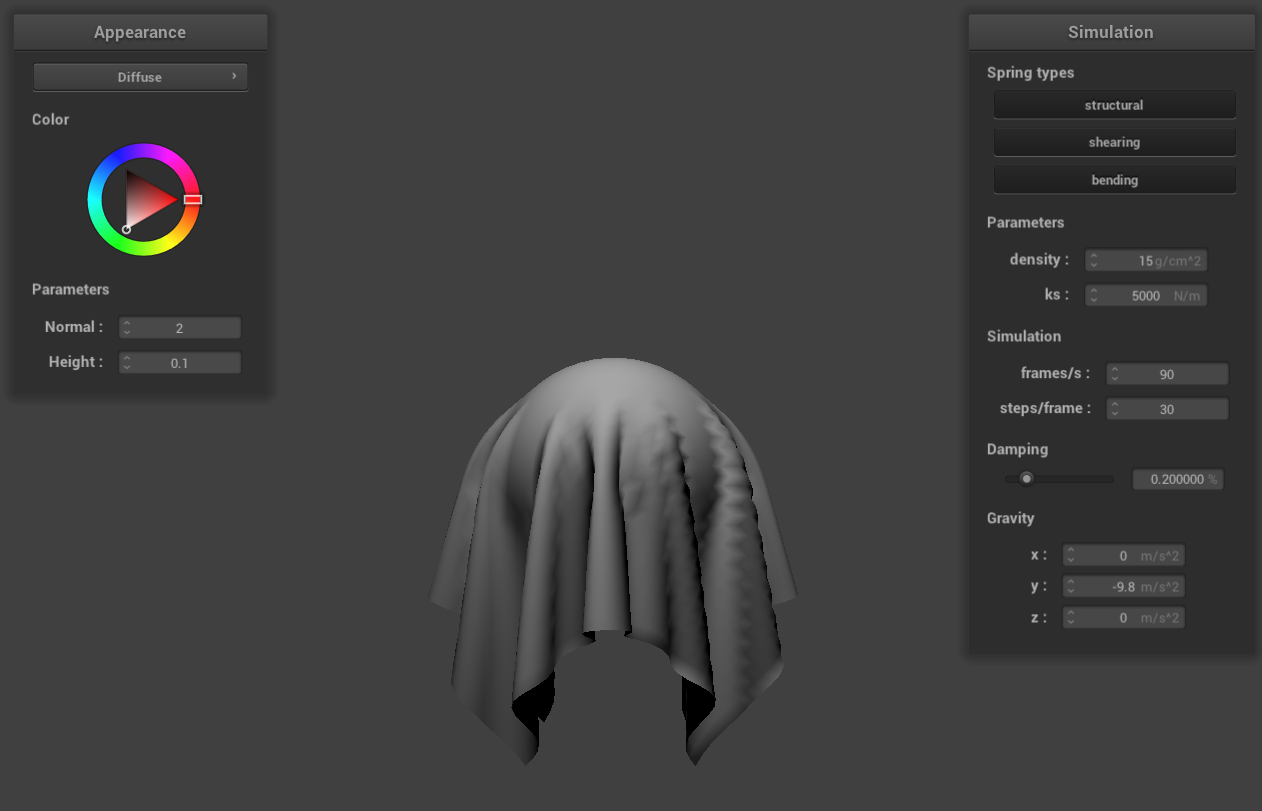 Appearance
Diffuse ›
Color
Parameters
Normal : 2
Height : 0.1
Simulation
Spring types
structural
shearing
bending
Parameters
density : 15 g/cm^2
ks : 5000 N/m
Simulation
frames/s : 90
steps/frame : 30
Damping
0.200000 %
Gravity
x : 0 m/s^2
y : -9.8 m/s^2
z : 0 m/s^2